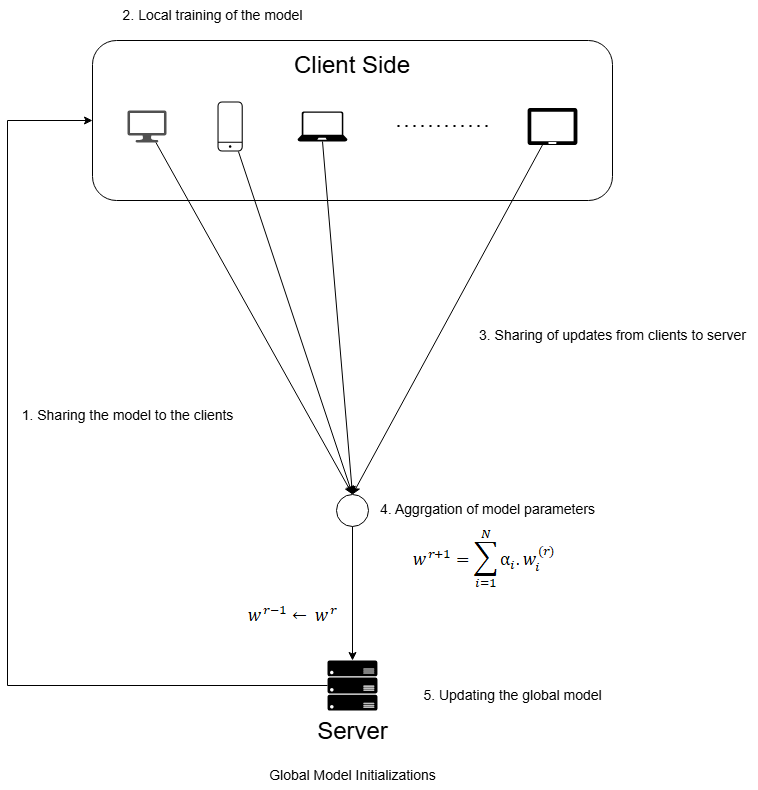 2. Local training of the model
Client Side
............
3. Sharing of updates from clients to server
1. Sharing the model to the clients
4. Aggrgation of model parameters
w^{r+1} = \sum_{i=1}^{N} α_i . w_i^{(r)}
w^{r−1} ← w^r
5. Updating the global model
Server
Global Model Initializations